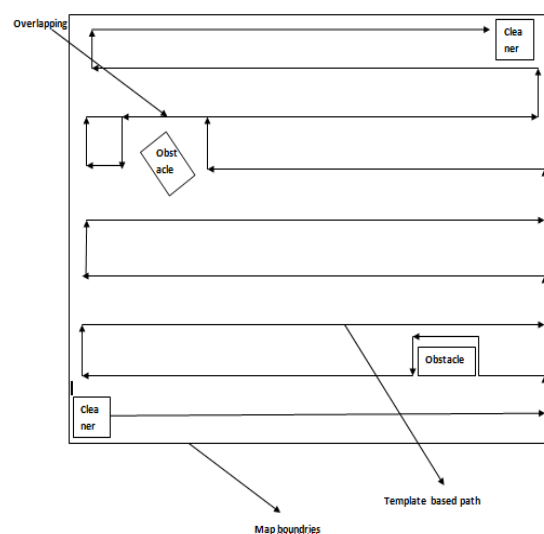 Overlapping
Clea
ner
Obst
acle
Obstacle
Clea
ner
Template based path
Map boundries